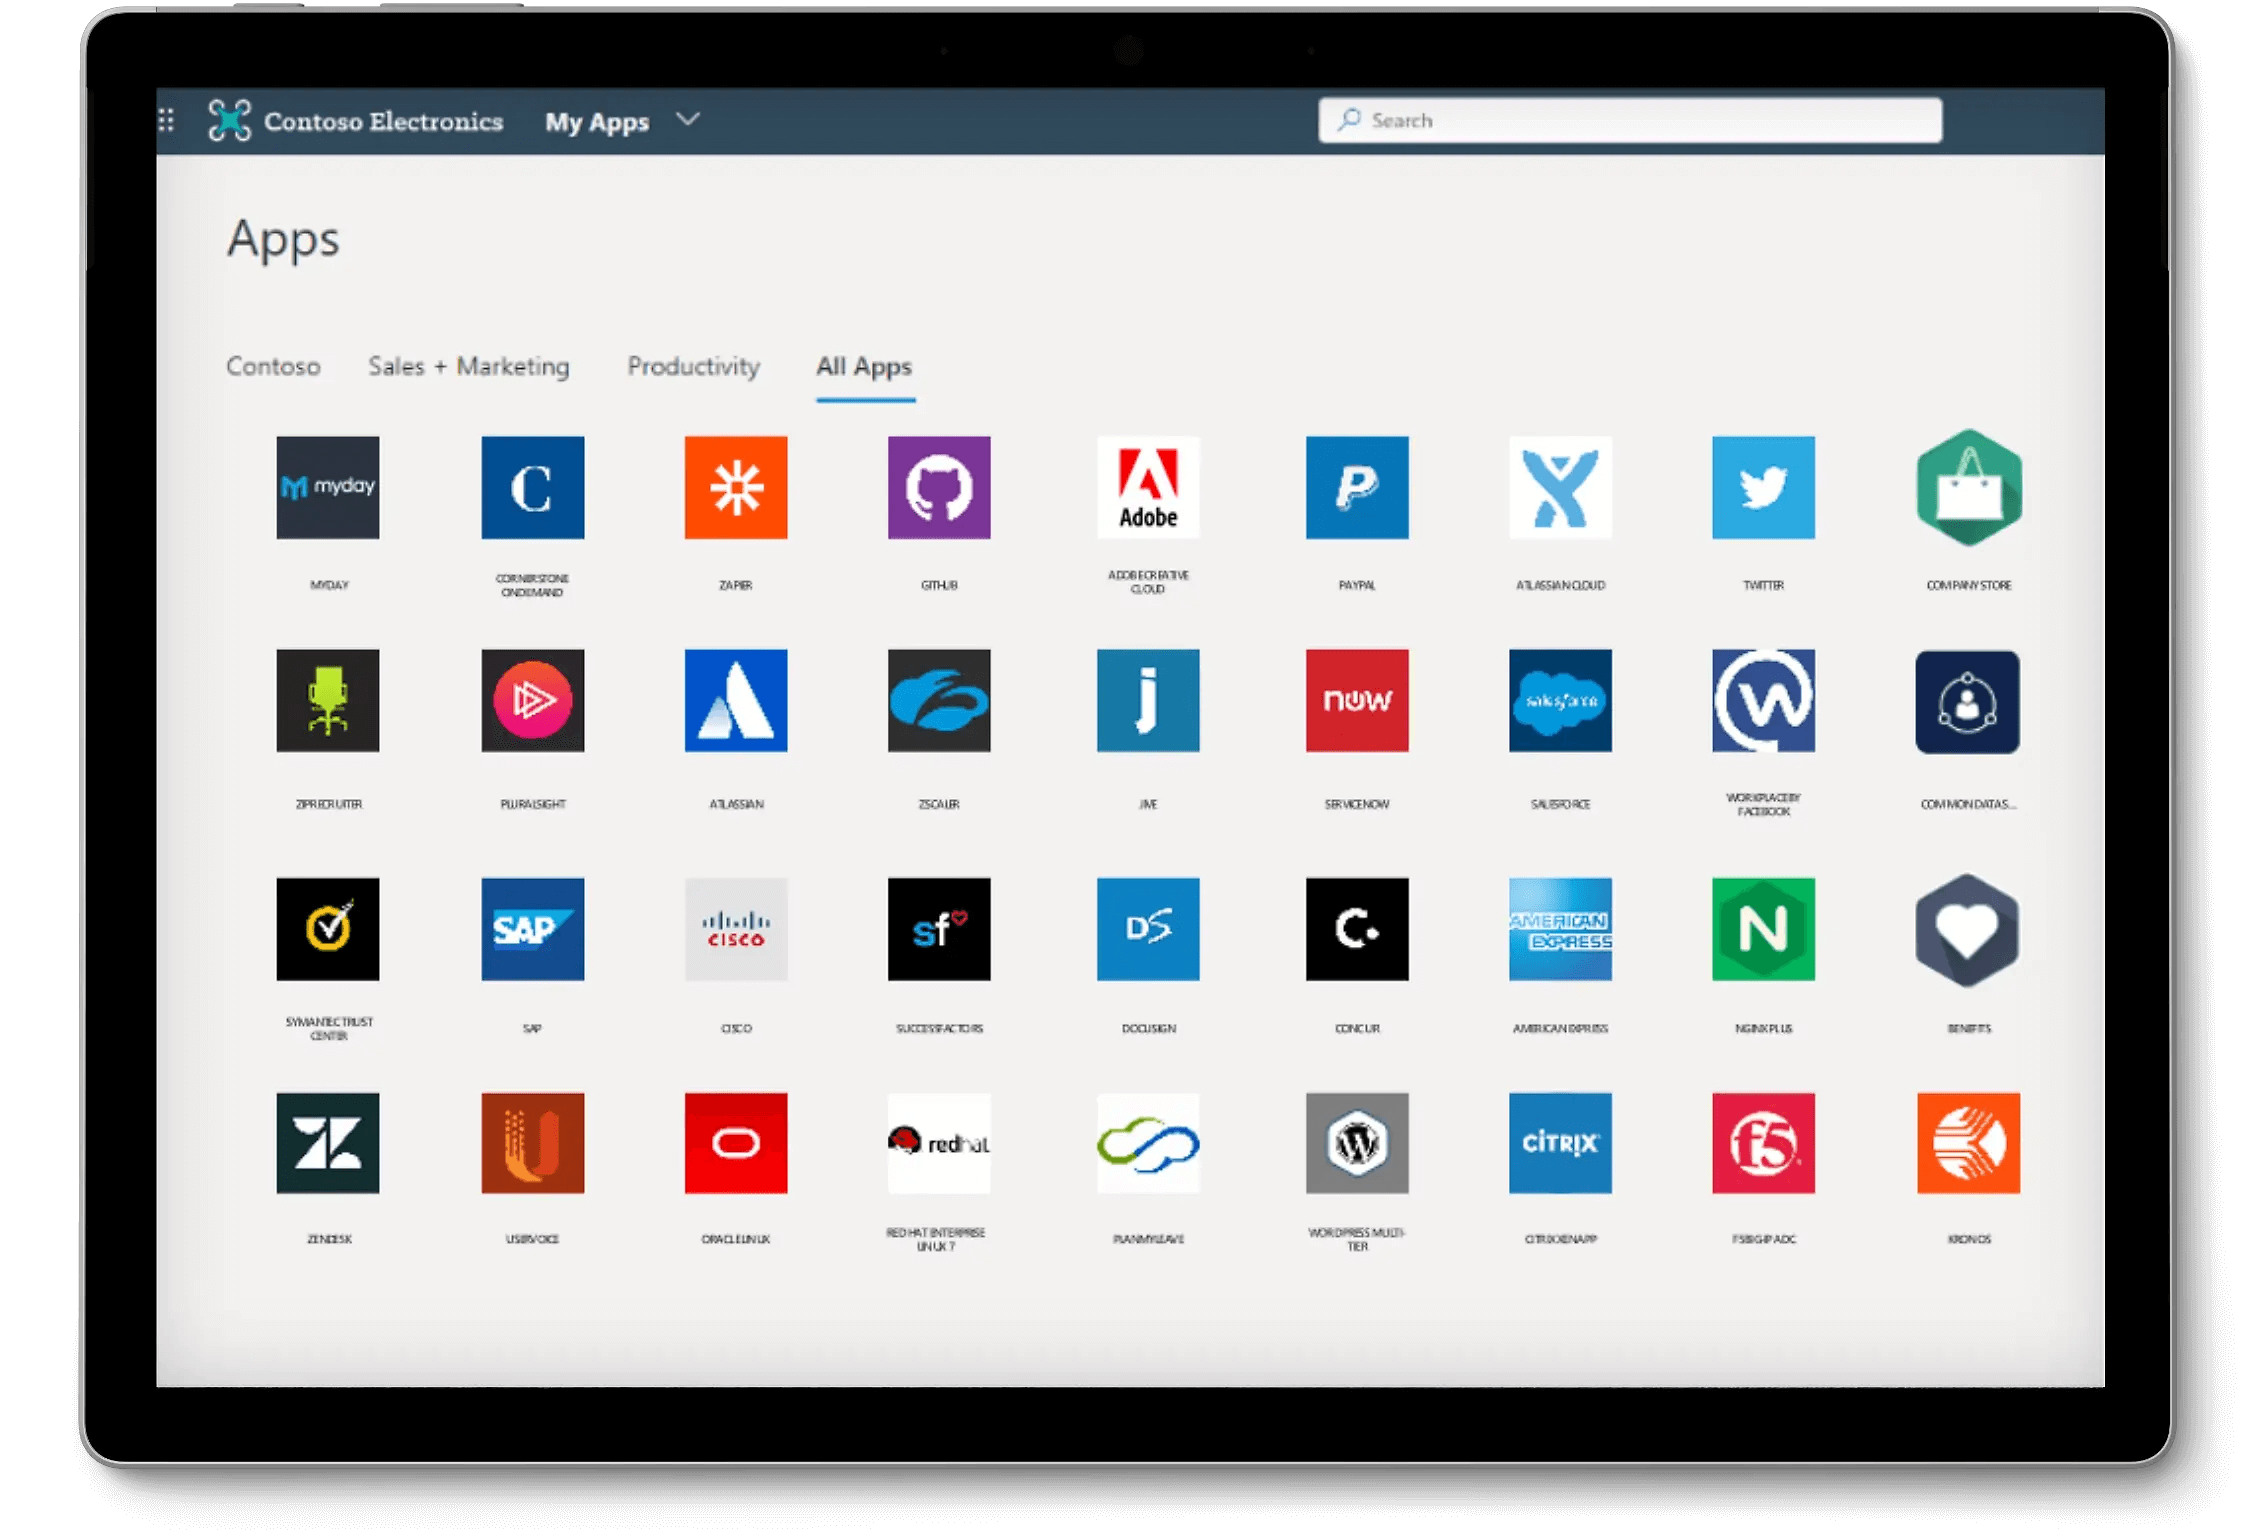 Contoso Electronics My Apps Search
Apps
Contoso Sales + Marketing Productivity All Apps
myday C Adobe P
MYDAY CORNERSTONE ONDEMAND ZAPIER GITHUB ADOBE CREATIVE CLOUD PAYPAL ATLASSIAN CLOUD TWITTER COMPANY STORE
j now salesforce W
ZIPRECRUITER PLURALSIGHT ATLASSIAN ZSCALER JIVE SERVICENOW SALESFORCE WORKPLACE BY FACEBOOK COMMON DATA S...
SAP CISCO sf DS C. AMERICAN EXPRESS N
SYMANTEC TRUST CENTER SAP CISCO SUCCESSFACTORS DOCUSIGN CONCUR AMERICAN EXPRESS NGINX PLUS BENEFITS
redhat W CITRIX f5
ZENDESK USERVOICE ORACLE LINUX RED HAT ENTERPRISE LINUX 7 PLANMYLEAVE WORDPRESS MULTI-TIER CITRIX XENAPP F5 BIG-IP ADC KRONOS